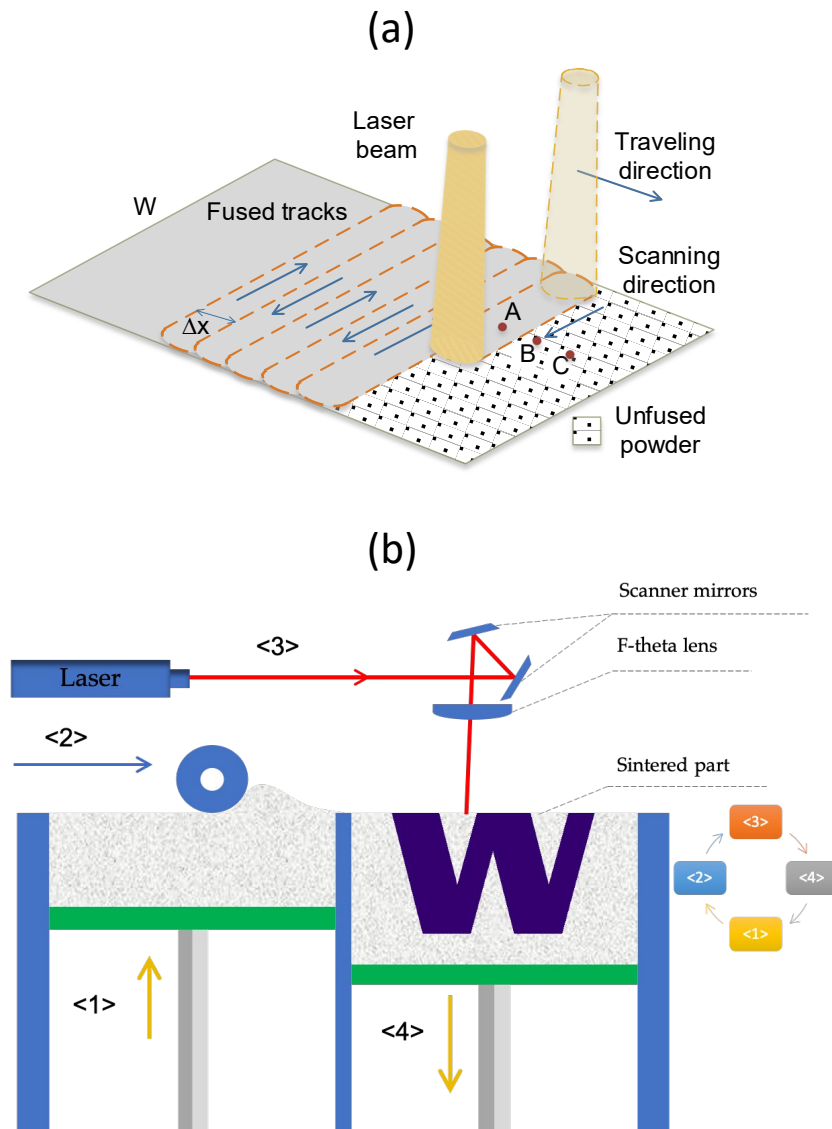 (a)
Laser
beam
Traveling
direction
W
Fused tracks
Scanning
direction
Δx
A
B
C
Unfused
powder
(b)
Scanner mirrors
<3>
F-theta lens
Laser
<2>
Sintered part
<3>
<2>
<4>
<1>
<1>
<4>